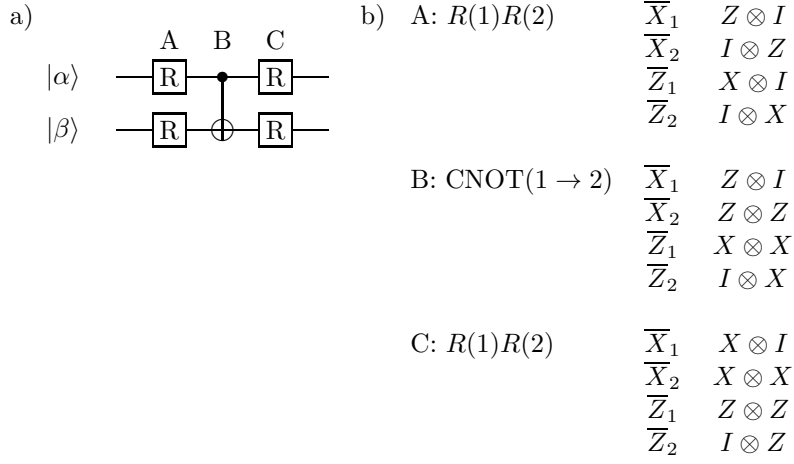 a)
A B C
|α⟩ R R
|β⟩ R R
b) A: R(1)R(2) X̅₁ Z ⊗ I
X̅₂ I ⊗ Z
Z̅₁ X ⊗ I
Z̅₂ I ⊗ X
B: CNOT(1 → 2) X̅₁ Z ⊗ I
X̅₂ Z ⊗ Z
Z̅₁ X ⊗ X
Z̅₂ I ⊗ X
C: R(1)R(2) X̅₁ X ⊗ I
X̅₂ X ⊗ X
Z̅₁ Z ⊗ Z
Z̅₂ I ⊗ Z